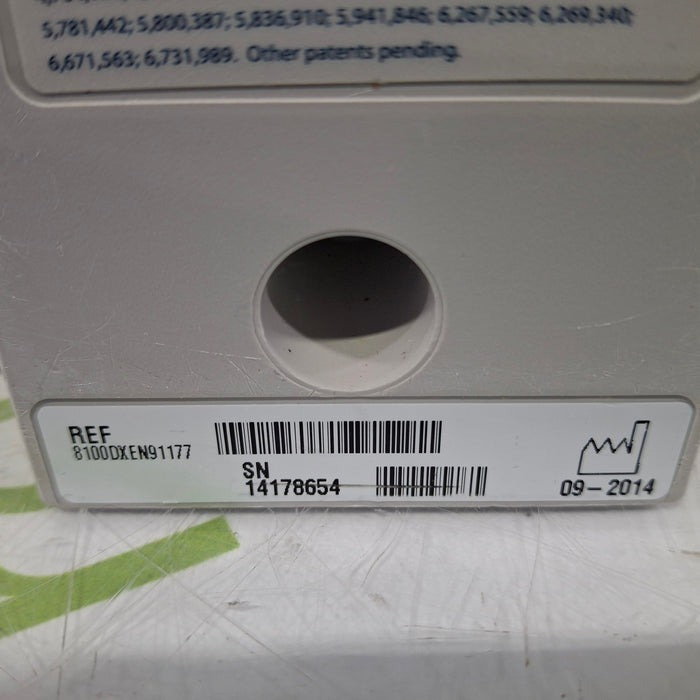 5,781,442; 5,800,387; 5,836,910; 5,941,846; 6,267,559; 6,269,340;
6,671,563; 6,731,989. Other patents pending.
REF
8100DXEN91177
SN
14178654
09-2014